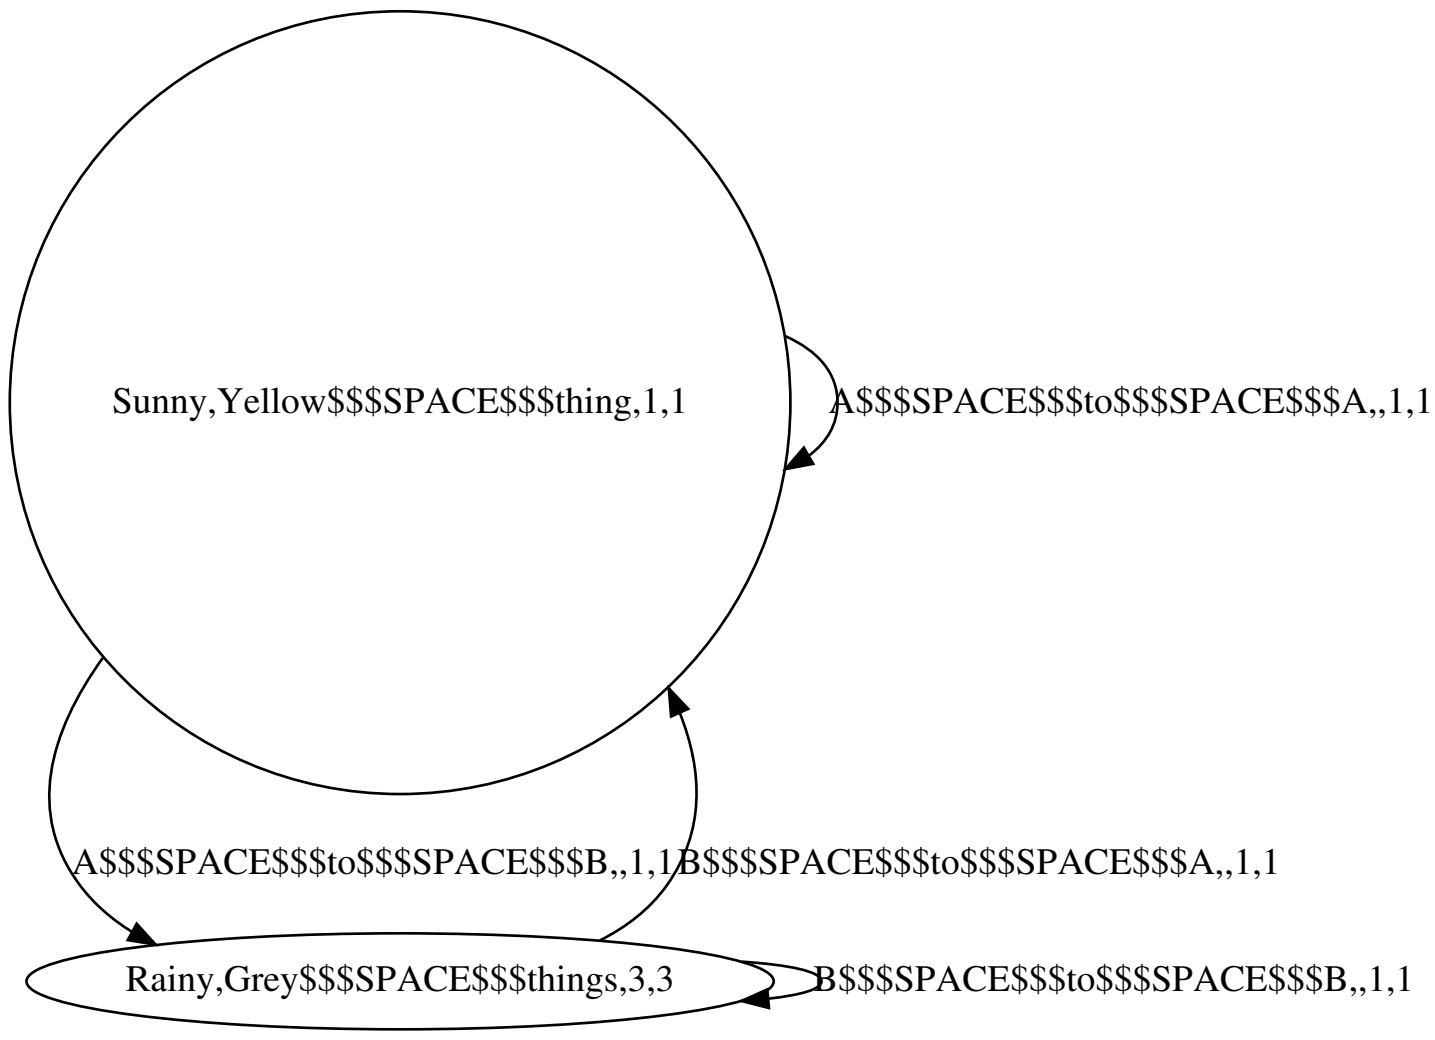 Sunny,Yellow$$$SPACE$$$thing,1,1
A$$$SPACE$$$to$$$SPACE$$$A,,1,1
A$$$SPACE$$$to$$$SPACE$$$B,,1,1
B$$$SPACE$$$to$$$SPACE$$$A,,1,1
Rainy,Grey$$$SPACE$$$things,3,3
B$$$SPACE$$$to$$$SPACE$$$B,,1,1